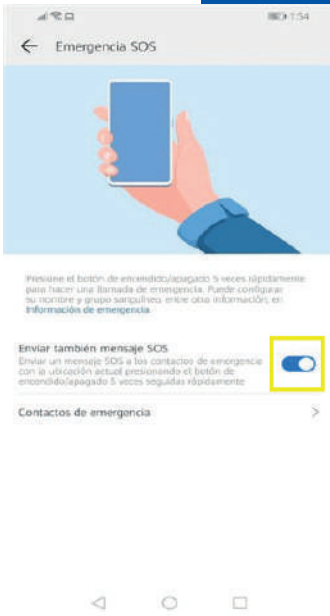 1:54
Emergencia SOS
Presione el botón de encendido/apagado 5 veces rápidamente
para hacer una llamada de emergencia. Puede configurar
su nombre y grupo sanguíneo, entre otra información, en
Información de emergencia
Enviar también mensaje SOS
Enviar un mensaje SOS a los contactos de emergencia
con la ubicación actual presionando el botón de
encendido/apagado 5 veces seguidas rápidamente
Contactos de emergencia